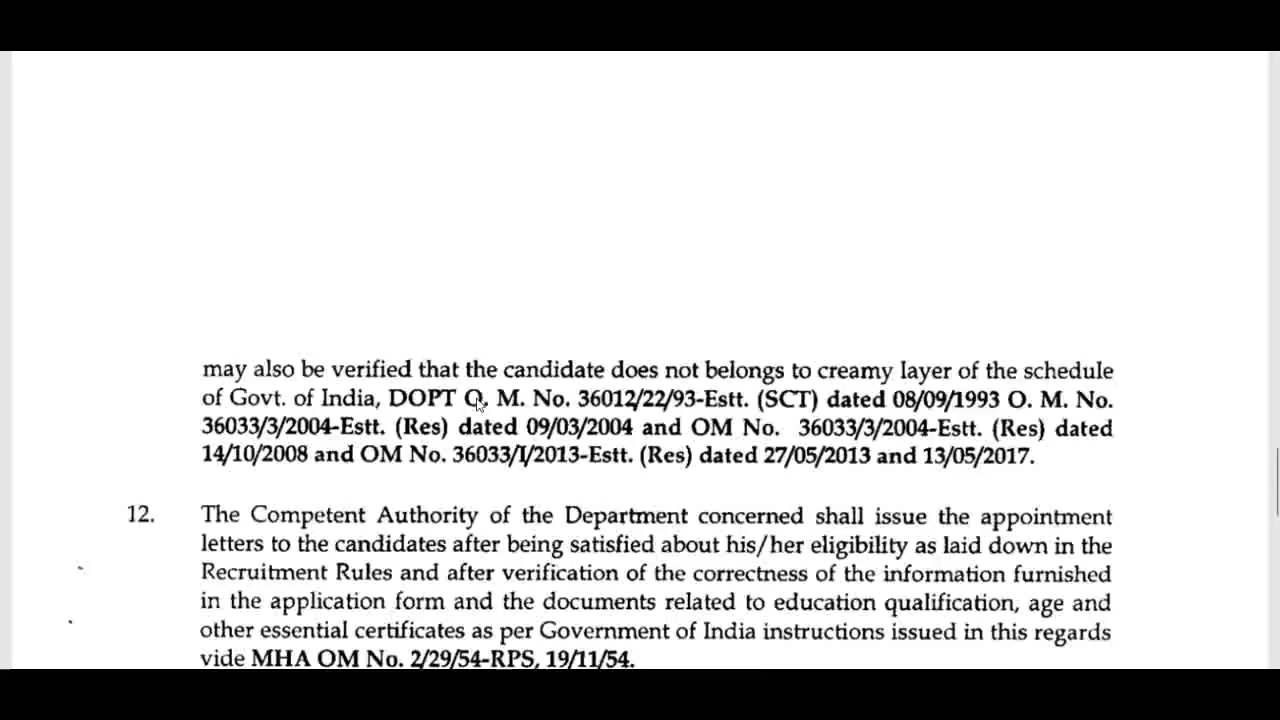 may also be verified that the candidate does not belongs to creamy layer of the schedule
of Govt. of India, DOPT O. M. No. 36012/22/93-Estt. (SCT) dated 08/09/1993 O. M. No.
36033/3/2004-Estt. (Res) dated 09/03/2004 and OM No. 36033/3/2004-Estt. (Res) dated
14/10/2008 and OM No. 36033/I/2013-Estt. (Res) dated 27/05/2013 and 13/05/2017.
12. The Competent Authority of the Department concerned shall issue the appointment
letters to the candidates after being satisfied about his/her eligibility as laid down in the
Recruitment Rules and after verification of the correctness of the information furnished
in the application form and the documents related to education qualification, age and
other essential certificates as per Government of India instructions issued in this regards
vide MHA OM No. 2/29/54-RPS, 19/11/54.